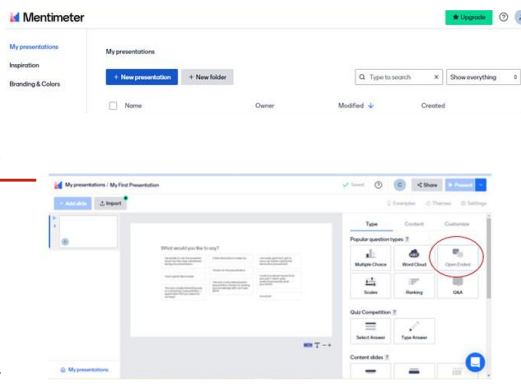 Mentimeter
Upgrade
My presentations
Inspiration
Branding & Colors
My presentations
+ New presentation
+ New folder
Type to search
Show everything
Name Owner Modified Created
My presentations / My First Presentation
Saved
C
Share
Present
+ Add slide
Import
Examples Themes Settings
Type Content Customize
Popular question types
Multiple Choice Word Cloud Open Ended
Scales Ranking Q&A
Quiz Competition
Select Answer Type Answer
Content slides
What would you like to say?
My presentations